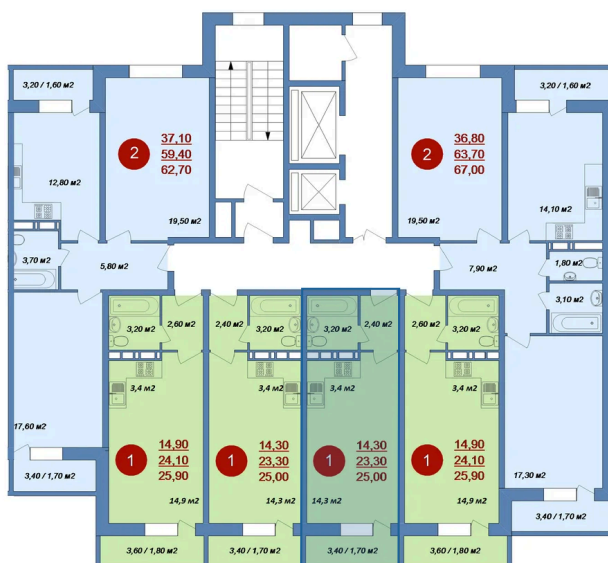 3,20 / 1,60 м2
3,20 / 1,60 м2
2
37,10
59,40
62,70
2
36,80
63,70
67,00
12,80 м2
14,10 м2
19,50 м2
19,50 м2
3,70 м2
5,80 м2
7,90 м2
1,80 м2
3,10 м2
3,20 м2
2,60 м2
2,40 м2
3,20 м2
3,20 м2
2,40 м2
2,60 м2
3,20 м2
3,4 м2
3,4 м2
3,4 м2
3,4 м2
17,60 м2
1
14,90
24,10
25,90
1
14,30
23,30
25,00
1
14,30
23,30
25,00
1
14,90
24,10
25,90
17,30 м2
3,40 / 1,70 м2
14,9 м2
14,3 м2
14,3 м2
14,9 м2
3,40 / 1,70 м2
3,60 / 1,80 м2
3,40 / 1,70 м2
3,40 / 1,70 м2
3,60 / 1,80 м2